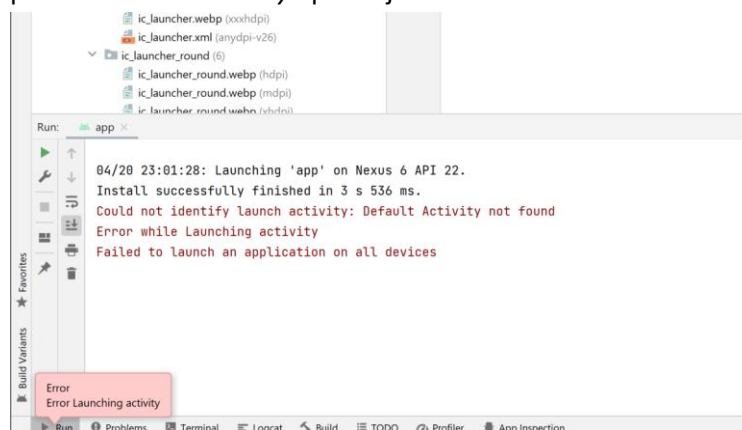 ic_launcher.webp (xxxhdpi)
ic_launcher.xml (anydpi-v26)
ic_launcher_round (6)
ic_launcher_round.webp (hdpi)
ic_launcher_round.webp (mdpi)
ic_launcher_round.webp (xhdpi)
Run: app
04/20 23:01:28: Launching 'app' on Nexus 6 API 22.
Install successfully finished in 3 s 536 ms.
Could not identify launch activity: Default Activity not found
Error while Launching activity
Failed to launch an application on all devices
Favorites
Build Variants
Error
Error Launching activity
Run Problems Terminal Logcat Build TODO Profiler App Inspection